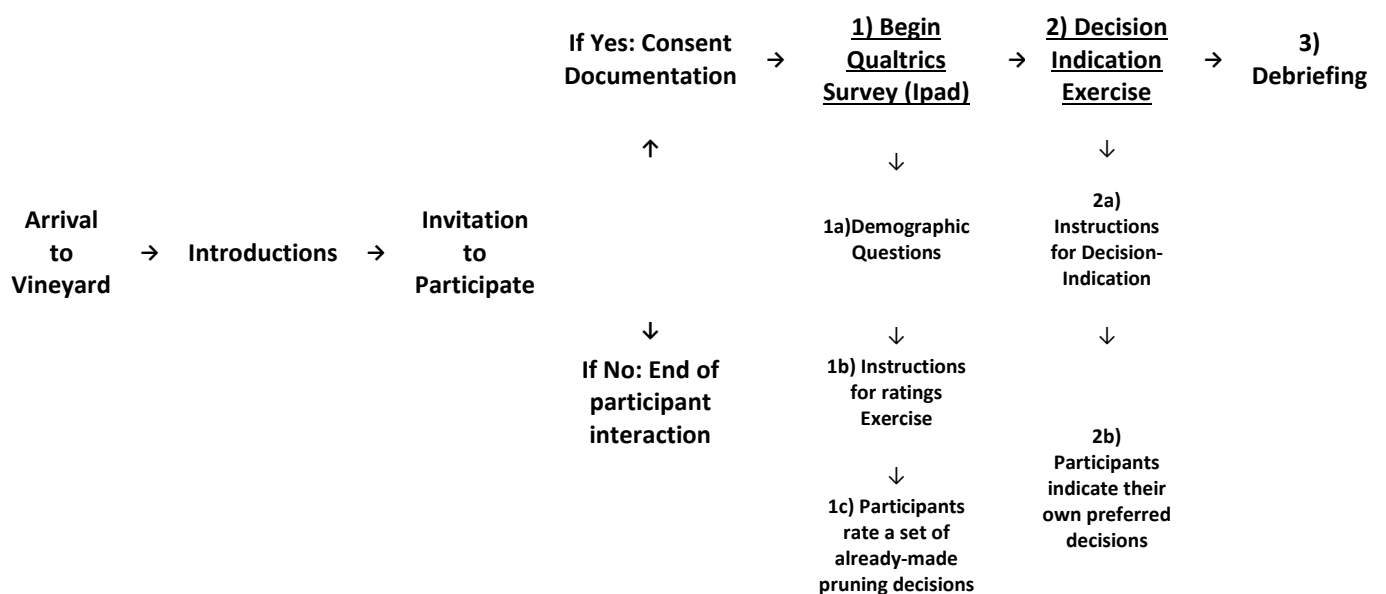 Arrival
to
Vineyard
→
Introductions
→
Invitation
to
Participate
↑
If Yes: Consent
Documentation
↓
If No: End of
participant
interaction
→
1) Begin
Qualtrics
Survey (Ipad)
↓
1a)Demographic
Questions
↓
1b) Instructions
for ratings
Exercise
↓
1c) Participants
rate a set of
already-made
pruning decisions
→
2) Decision
Indication
Exercise
↓
2a)
Instructions
for Decision-
Indication
↓
2b)
Participants
indicate their
own preferred
decisions
→
3)
Debriefing